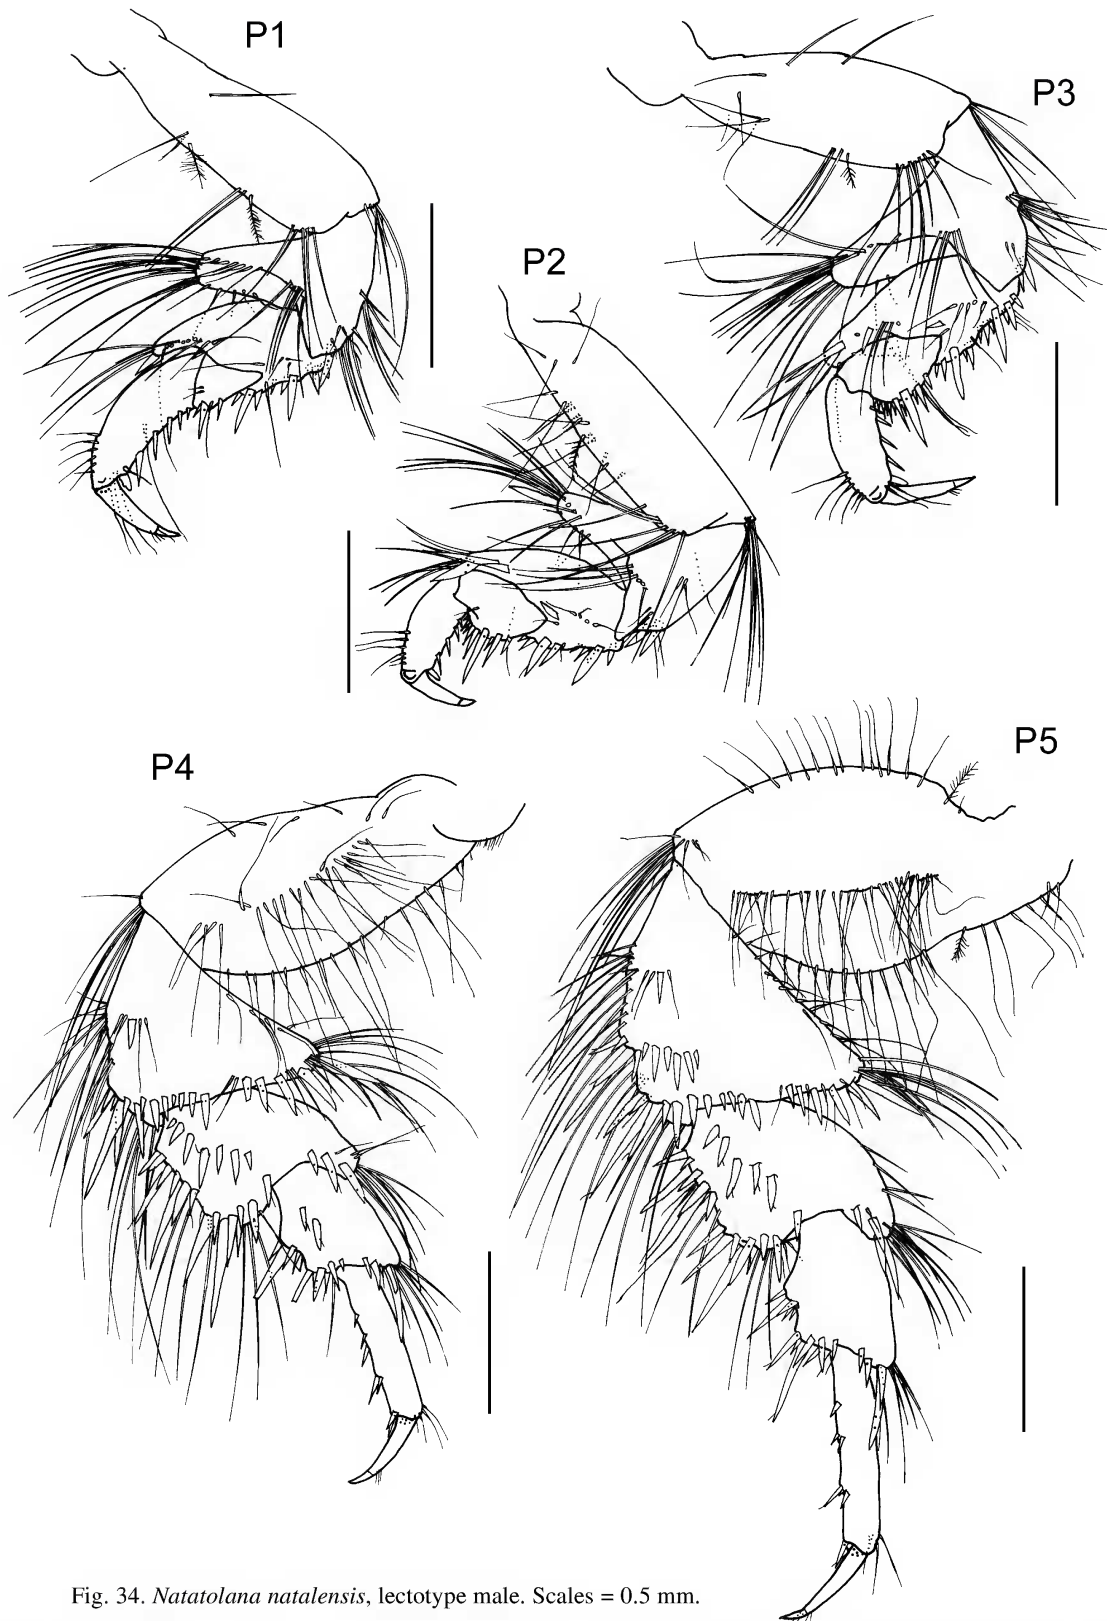 P1
P3
P2
P4
P5
Fig. 34. Natatolana natalensis, lectotype male. Scales = 0.5 mm.